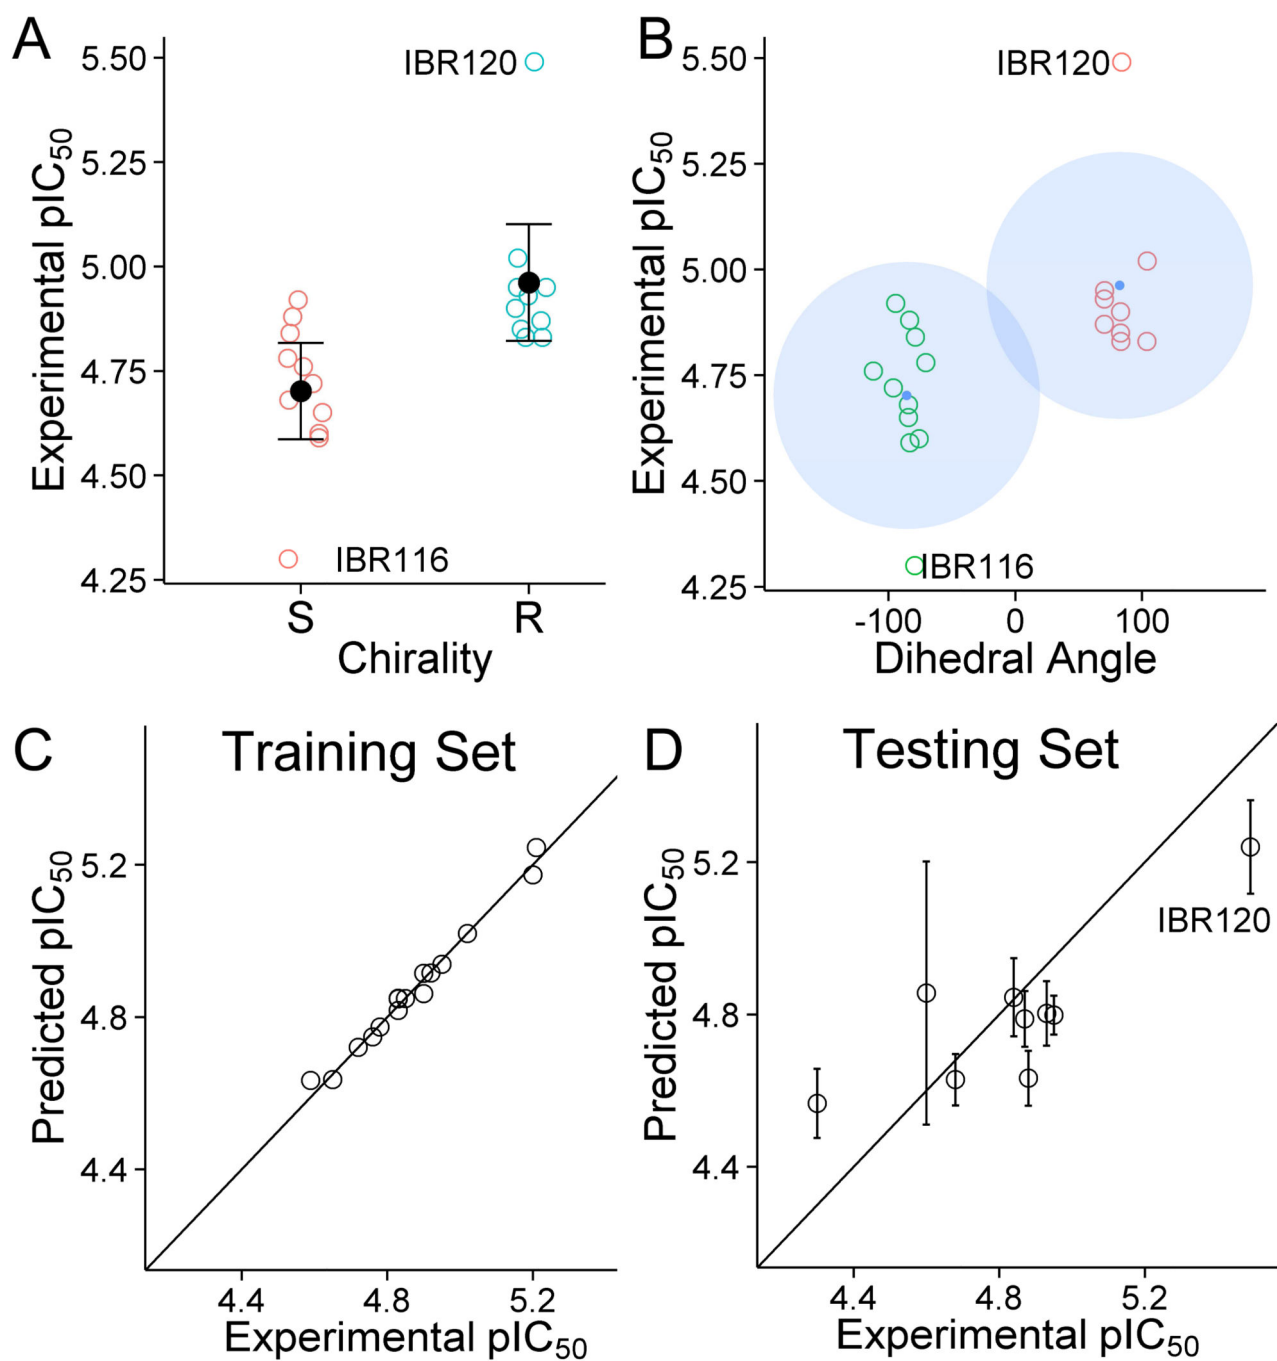 A
Experimental pIC50
5.50
5.25
5.00
4.75
4.50
4.25
IBR120
IBR116
S
R
Chirality
B
Experimental pIC50
5.50
5.25
5.00
4.75
4.50
4.25
IBR120
IBR116
-100
0
100
Dihedral Angle
C
Training Set
Predicted pIC50
5.2
4.8
4.4
4.4
4.8
5.2
Experimental pIC50
D
Testing Set
Predicted pIC50
5.2
4.8
4.4
IBR120
4.4
4.8
5.2
Experimental pIC50